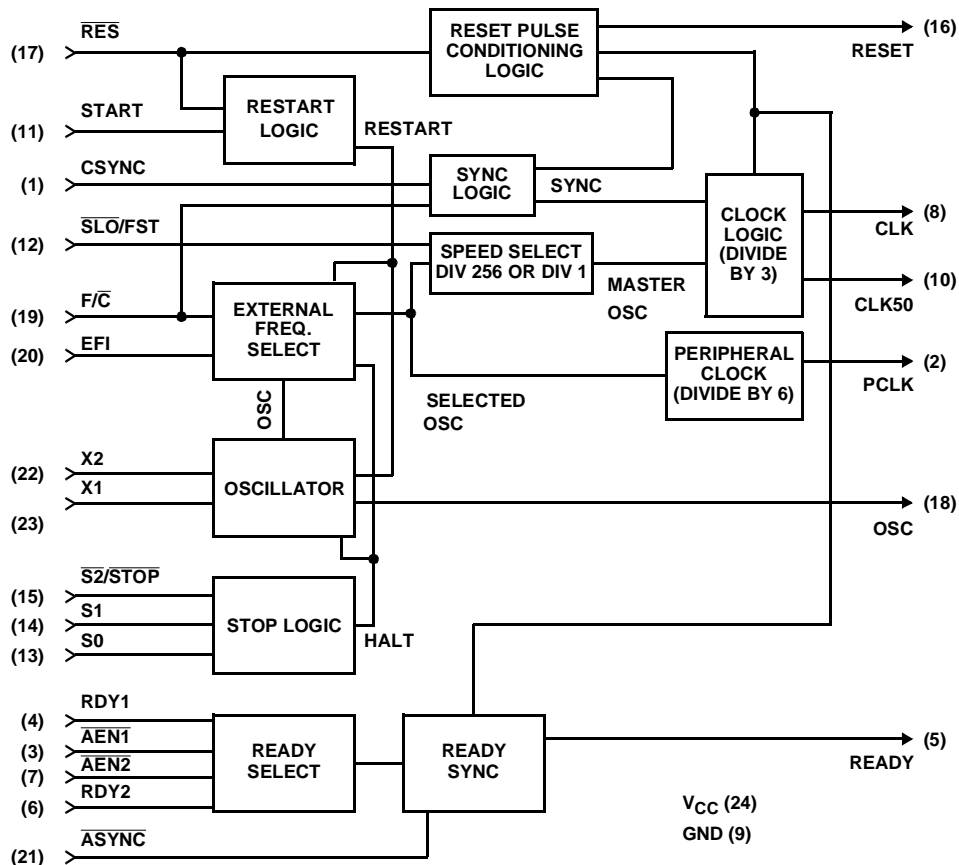 RES
(17)
RESET PULSE
CONDITIONING
LOGIC
(16)
RESET
START
(11)
RESTART
LOGIC
RESTART
CSYNC
(1)
SYNC
LOGIC
SYNC
SLO/FST
(12)
SPEED SELECT
DIV 256 OR DIV 1
MASTER
OSC
CLOCK
LOGIC
(DIVIDE
BY 3)
(8)
CLK
(10)
CLK50
F/C
(19)
EFI
(20)
EXTERNAL
FREQ.
SELECT
SELECTED
OSC
PERIPHERAL
CLOCK
(DIVIDE BY 6)
(2)
PCLK
OSC
X2
(22)
X1
(23)
OSCILLATOR
(18)
OSC
S2/STOP
(15)
S1
(14)
S0
(13)
STOP LOGIC
HALT
RDY1
(4)
AEN1
(3)
AEN2
(7)
RDY2
(6)
READY
SELECT
READY
SYNC
(5)
READY
ASYNC
(21)
VCC (24)
GND (9)